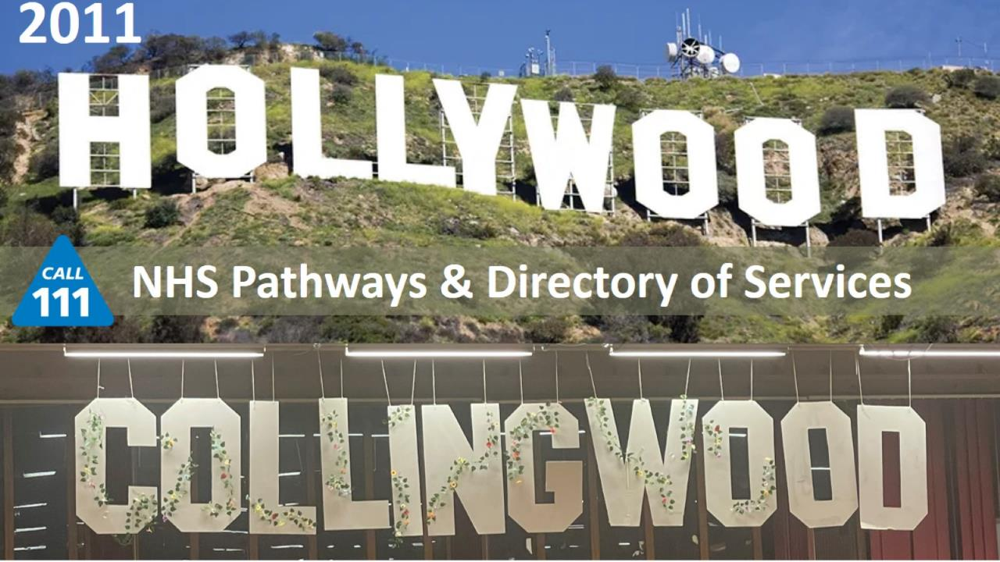 2011
HOLLYWOOD
CALL
111
NHS Pathways & Directory of Services
COLLINGWOOD